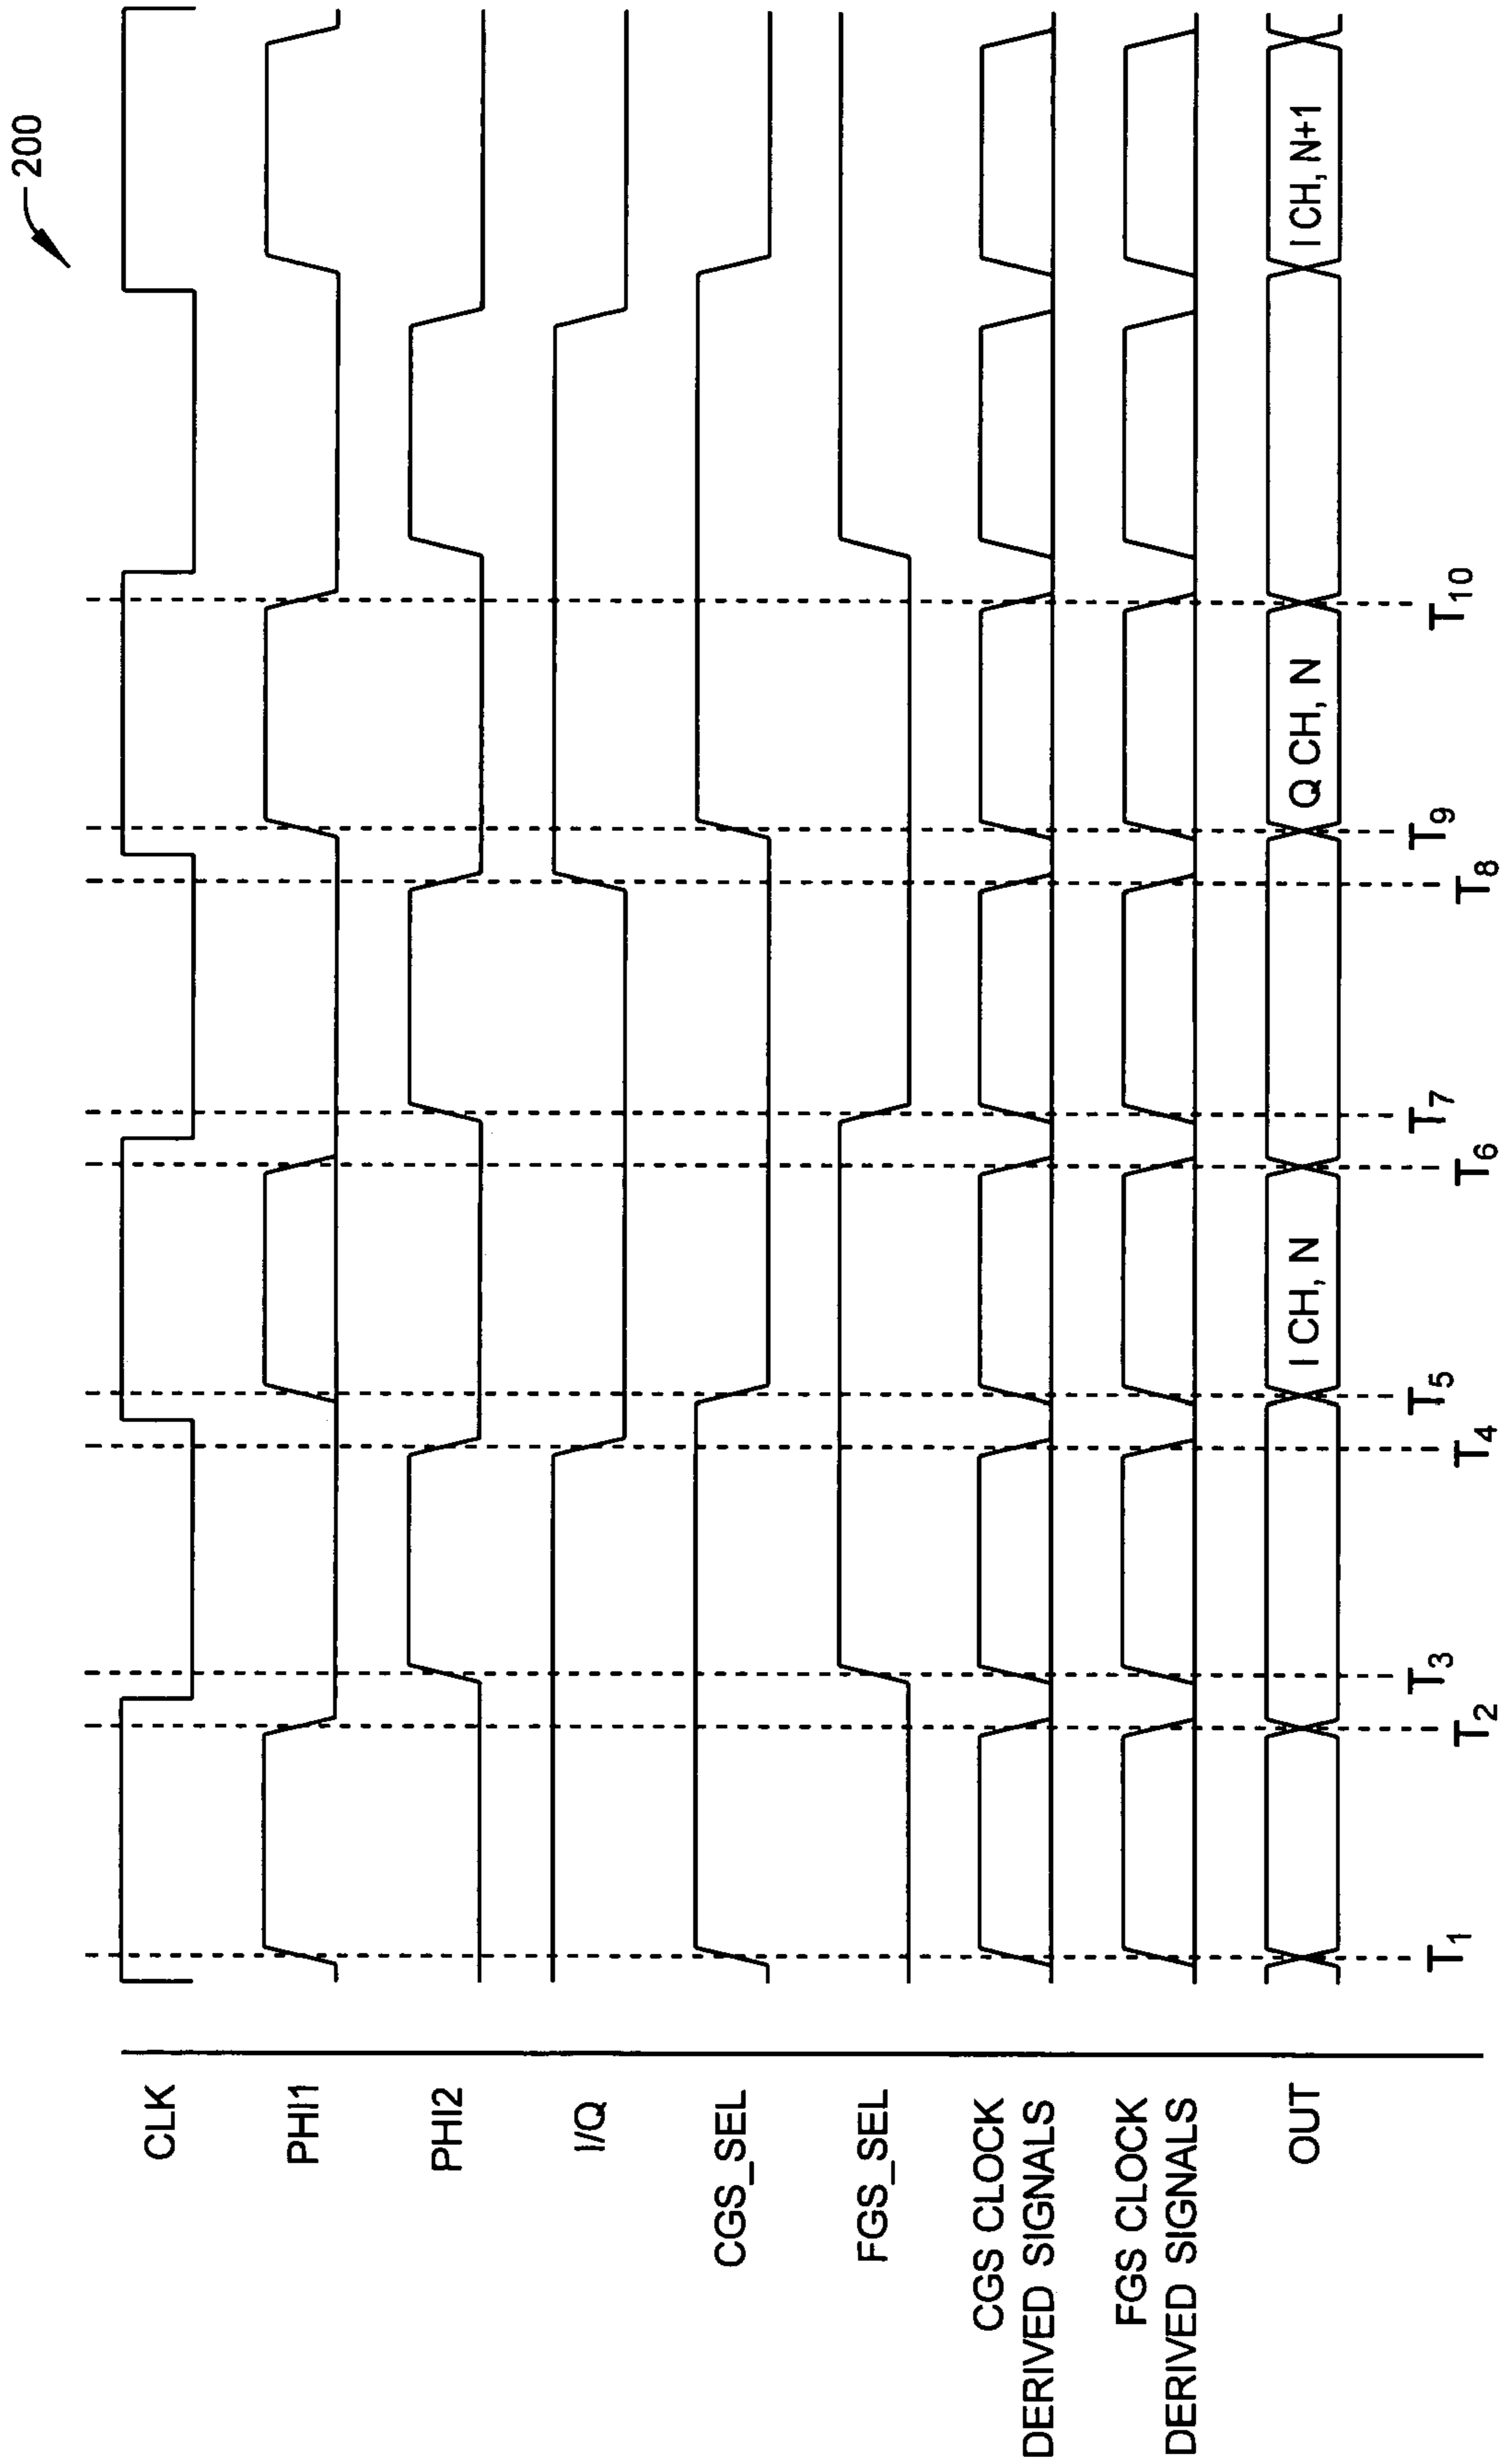 200
CLK
PHI1
PHI2
I/Q
CGS_SEL
FGS_SEL
CGS CLOCK
DERIVED SIGNALS
FGS CLOCK
DERIVED SIGNALS
OUT
I CH, N
Q CH, N
I CH, N+1
T1
T2
T3
T4
T5
T6
T7
T8
T9
T10